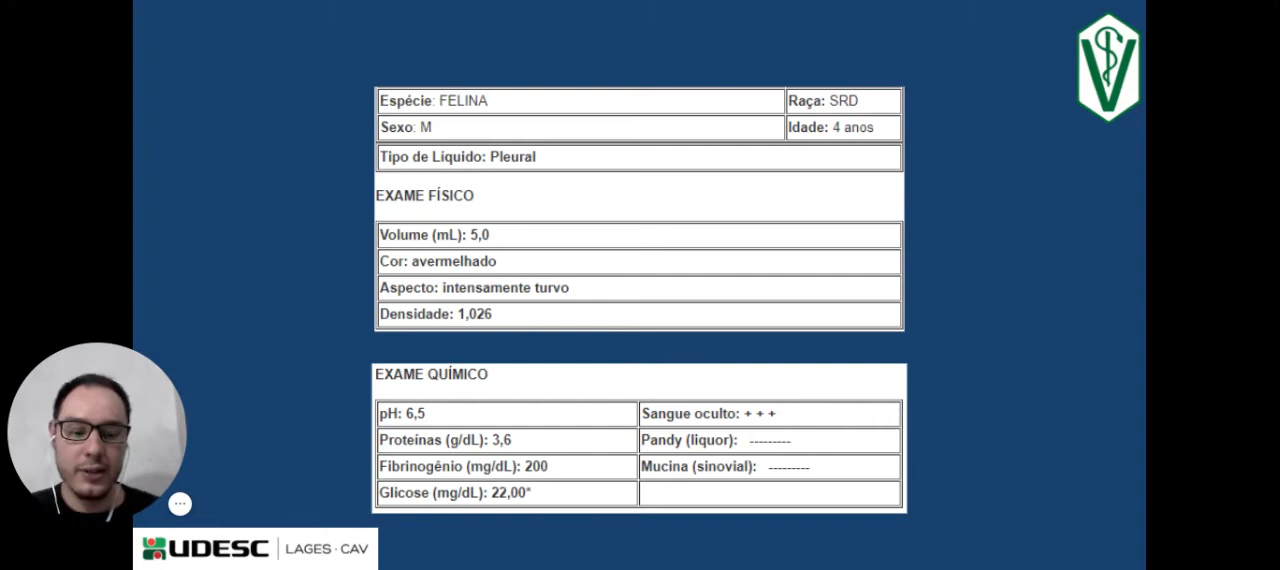 Espécie: FELINA
Raça: SRD
Sexo: M
Idade: 4 anos
Tipo de Líquido: Pleural
EXAME FÍSICO
Volume (mL): 5,0
Cor: avermelhado
Aspecto: intensamente turvo
Densidade: 1,026
EXAME QUÍMICO
pH: 6,5
Sangue oculto: + + +
Proteínas (g/dL): 3,6
Pandy (liquor): ---------
Fibrinogênio (mg/dL): 200
Mucina (sinovial): ---------
Glicose (mg/dL): 22,00*
UDESC
LAGES · CAV